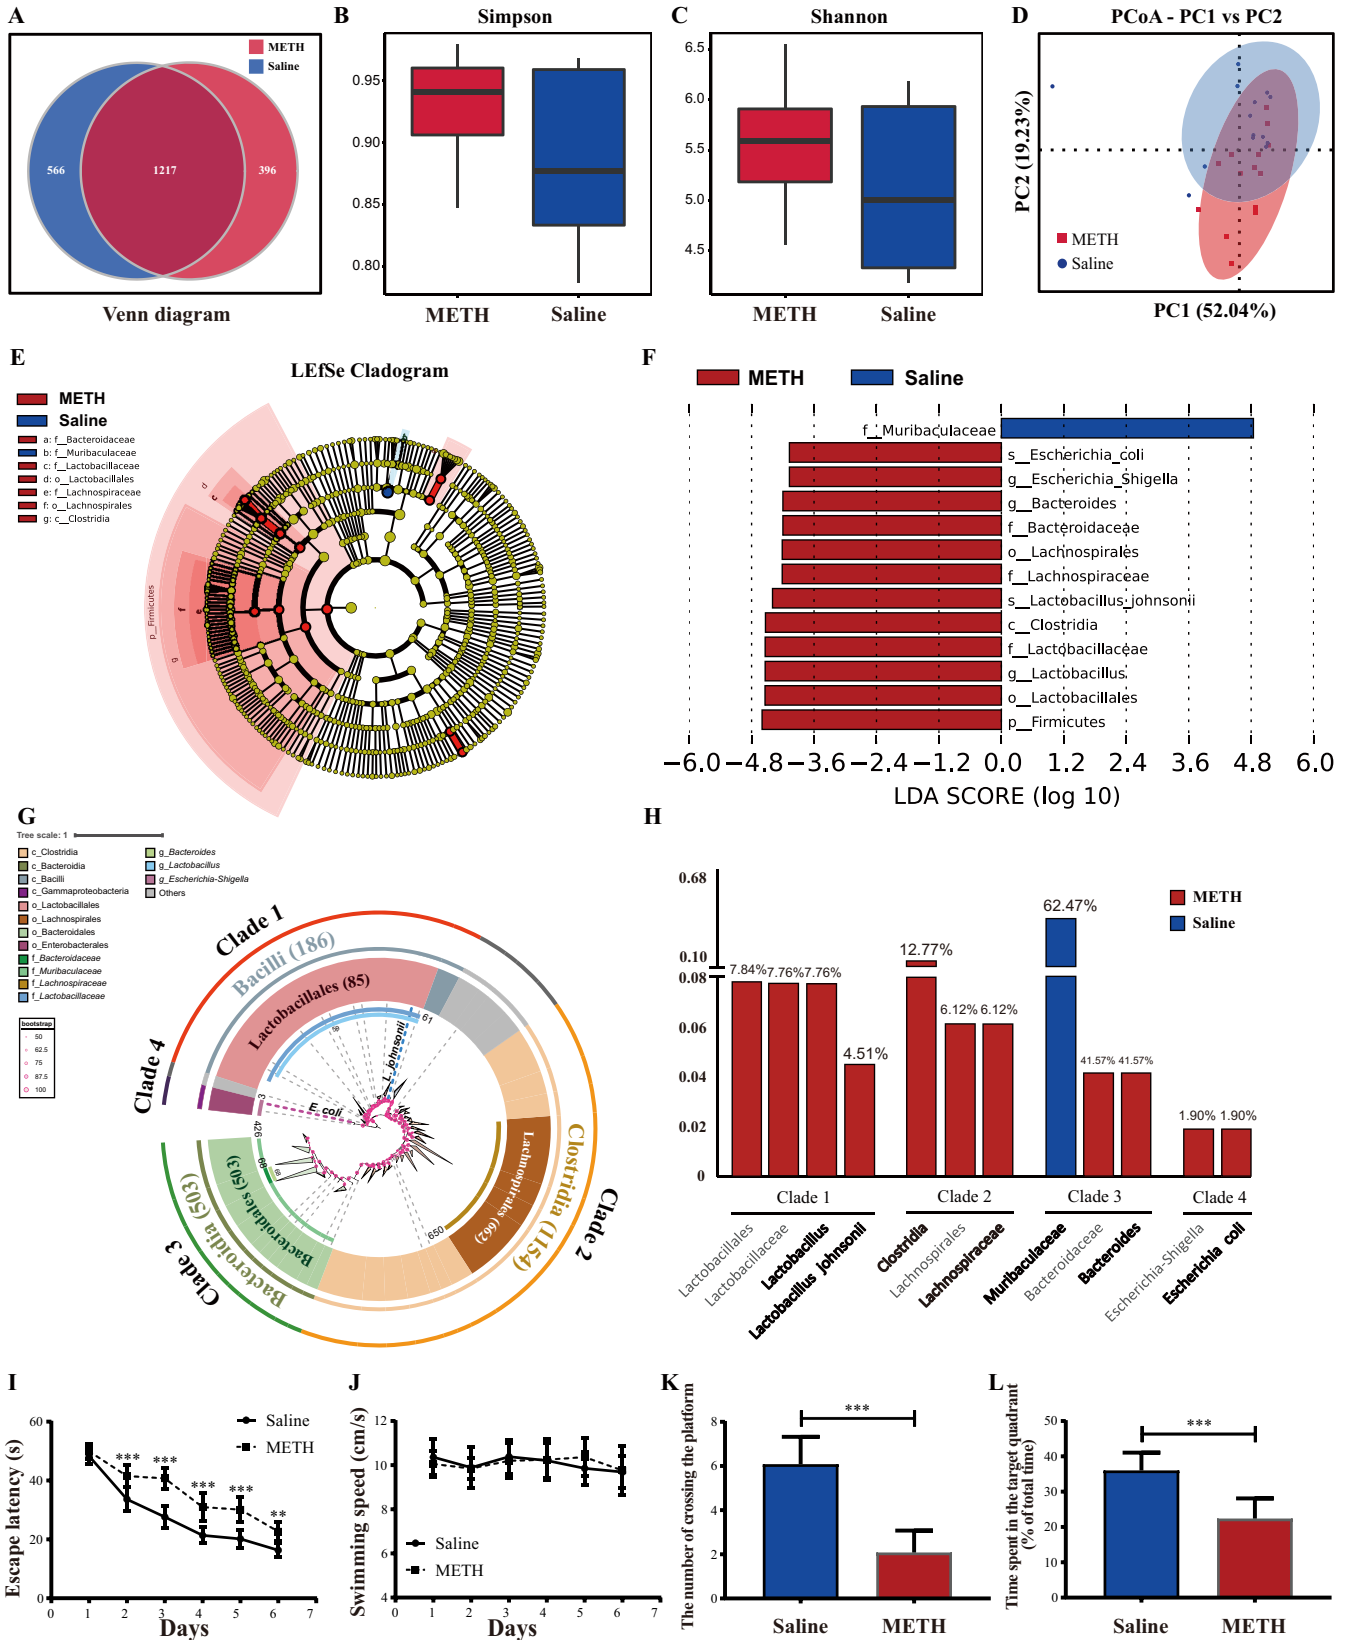 A
METH
Saline
566
1217
396
Venn diagram
B
Simpson
0.95
0.90
0.85
0.80
METH
Saline
C
Shannon
6.5
6.0
5.5
5.0
4.5
METH
Saline
D
PCoA - PC1 vs PC2
PC2 (19.23%)
METH
Saline
PC1 (52.04%)
E
LEfSe Cladogram
METH
Saline
a: f__Bacteroidaceae
b: f__Muribaculaceae
c: f__Lactobacillaceae
d: o__Lactobacillales
e: f__Lachnospiraceae
f: o__Lachnospirales
g: c__Clostridia
d
c
p__Firmicutes
f
e
g
F
METH
Saline
f__Muribaculaceae
s__Escherichia_coli
g__Escherichia_Shigella
g__Bacteroides
f__Bacteroidaceae
o__Lachnospirales
f__Lachnospiraceae
s__Lactobacillus_johnsonii
c__Clostridia
f__Lactobacillaceae
g__Lactobacillus
o__Lactobacillales
p__Firmicutes
−6.0 −4.8 −3.6 −2.4 −1.2 0.0 1.2 2.4 3.6 4.8 6.0
LDA SCORE (log 10)
G
Tree scale: 1
c_Clostridia
c_Bacteroidia
c_Bacilli
c_Gammaproteobacteria
o_Lactobacillales
o_Lachnospirales
o_Bacteroidales
o_Enterobacterales
f_Bacteroidaceae
f_Muribaculaceae
f_Lachnospiraceae
f_Lactobacillaceae
g_Bacteroides
g_Lactobacillus
g_Escherichia-Shigella
Others
bootstrap
50
62.5
75
87.5
100
Clade 1
Bacilli (186)
Lactobacillales (85)
61
L. johnsonii
E. coli
3
Clade 4
426
68
Bacteroidales (503)
Bacteroidia (503)
Clade 3
650
Lachnospirales (662)
Clostridia (1154)
Clade 2
H
METH
Saline
0.68
0.10
0.08
0.06
0.04
0.02
0
7.84%
7.76%
7.76%
4.51%
12.77%
6.12%
6.12%
62.47%
41.57%
41.57%
1.90%
1.90%
Clade 1
Clade 2
Clade 3
Clade 4
Lactobacillales
Lactobacillaceae
Lactobacillus
Lactobacillus johnsonii
Clostridia
Lachnospirales
Lachnospiraceae
Muribaculaceae
Bacteroidaceae
Bacteroides
Escherichia-Shigella
Escherichia coli
I
Escape latency (s)
60
40
20
0
Saline
METH
***
***
***
***
**
0 1 2 3 4 5 6 7
Days
J
Swimming speed (cm/s)
12
10
8
6
4
Saline
METH
0 1 2 3 4 5 6 7
Days
K
The number of crossing the platform
8
6
4
2
0
***
Saline
METH
L
Time spent in the target quadrant
(% of total time)
50
40
30
20
10
0
***
Saline
METH